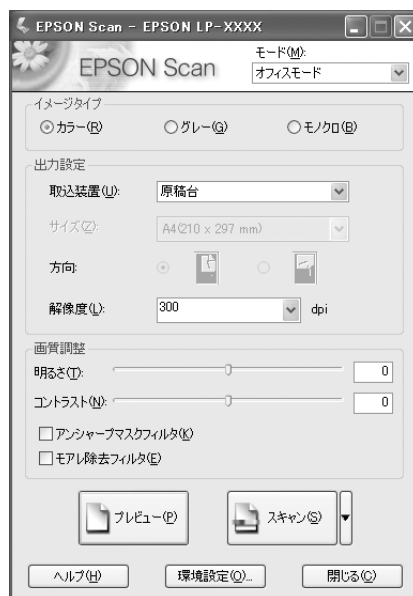 EPSON Scan - EPSON LP-XXXX
EPSON Scan
モード(M):
オフィスモード
イメージタイプ
カラー(R) グレー(G) モノクロ(B)
出力設定
取込装置(U): 原稿台
サイズ(Z): A4(210 x 297 mm)
方向:
解像度(L): 300 dpi
画質調整
明るさ(T): 0
コントラスト(N): 0
アンシャープマスクフィルタ(K)
モアレ除去フィルタ(E)
プレビュー(P) スキャン(S)
ヘルプ(H) 環境設定(O)... 閉じる(C)